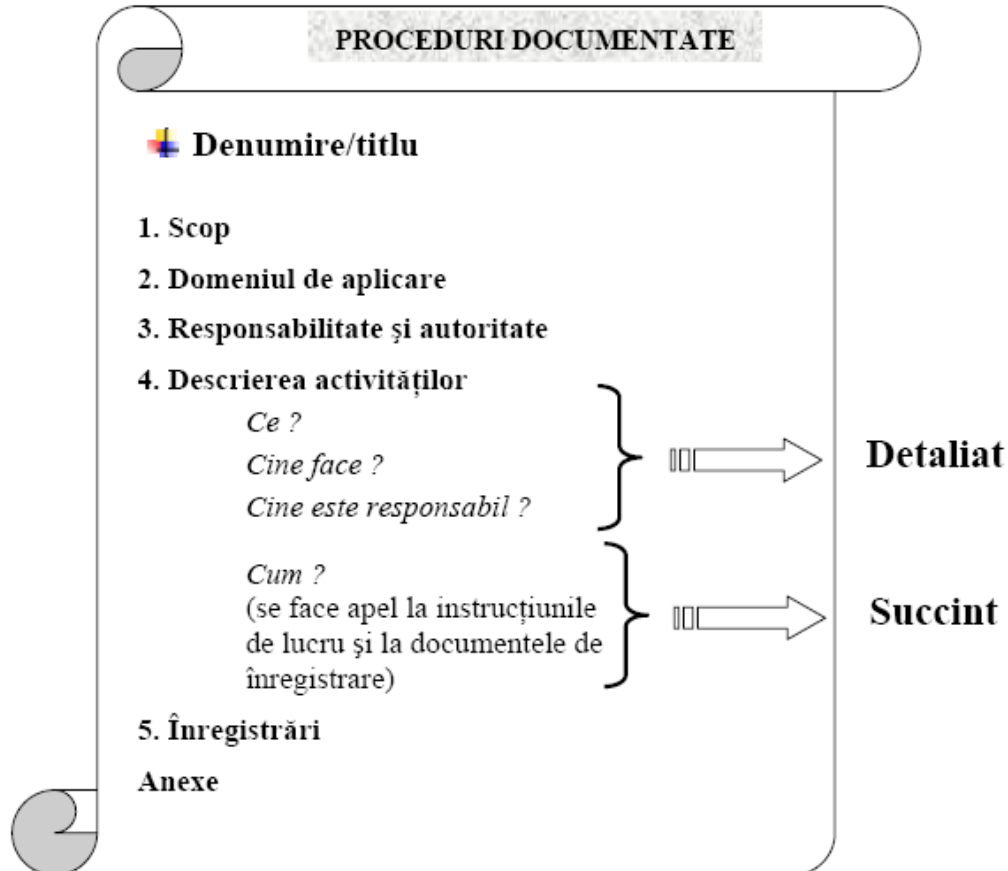 PROCEDURI DOCUMENTATE
Denumire/titlu
1. Scop
2. Domeniul de aplicare
3. Responsabilitate şi autoritate
4. Descrierea activităților
Ce ?
Cine face ?
Cine este responsabil ?
Detaliat
Cum ?
(se face apel la instrucțiunile
de lucru şi la documentele de
înregistrare)
Succint
5. Înregistrări
Anexe